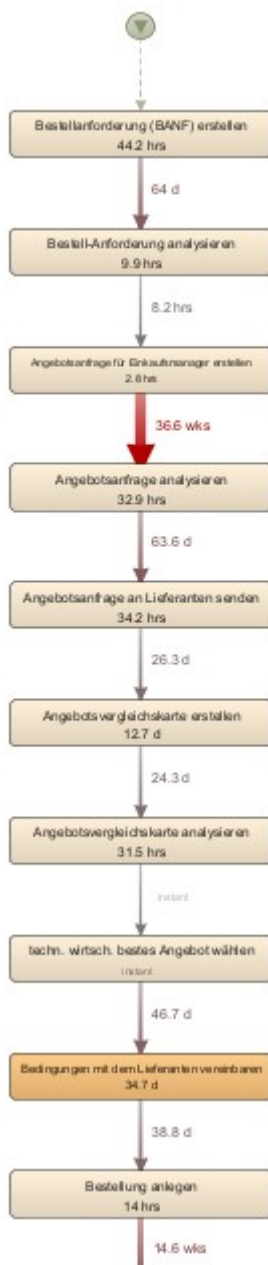 Bestellanforderung (BANF) erstellen
44.2 hrs
64 d
Bestell-Anforderung analysieren
9.9 hrs
8.2 hrs
Angebotsanfrage für Einkaufsmanager erstellen
2.8 hrs
36.6 wks
Angebotsanfrage analysieren
32.9 hrs
63.6 d
Angebotsanfrage an Lieferanten senden
34.2 hrs
26.3 d
Angebotsvergleichskarte erstellen
12.7 d
24.3 d
Angebotsvergleichskarte analysieren
31.5 hrs
instant
techn. wirtsch. bestes Angebot wählen
instant
46.7 d
Bedingungen mit dem Lieferanten vereinbaren
34.7 d
38.8 d
Bestellung anlegen
14 hrs
14.6 wks